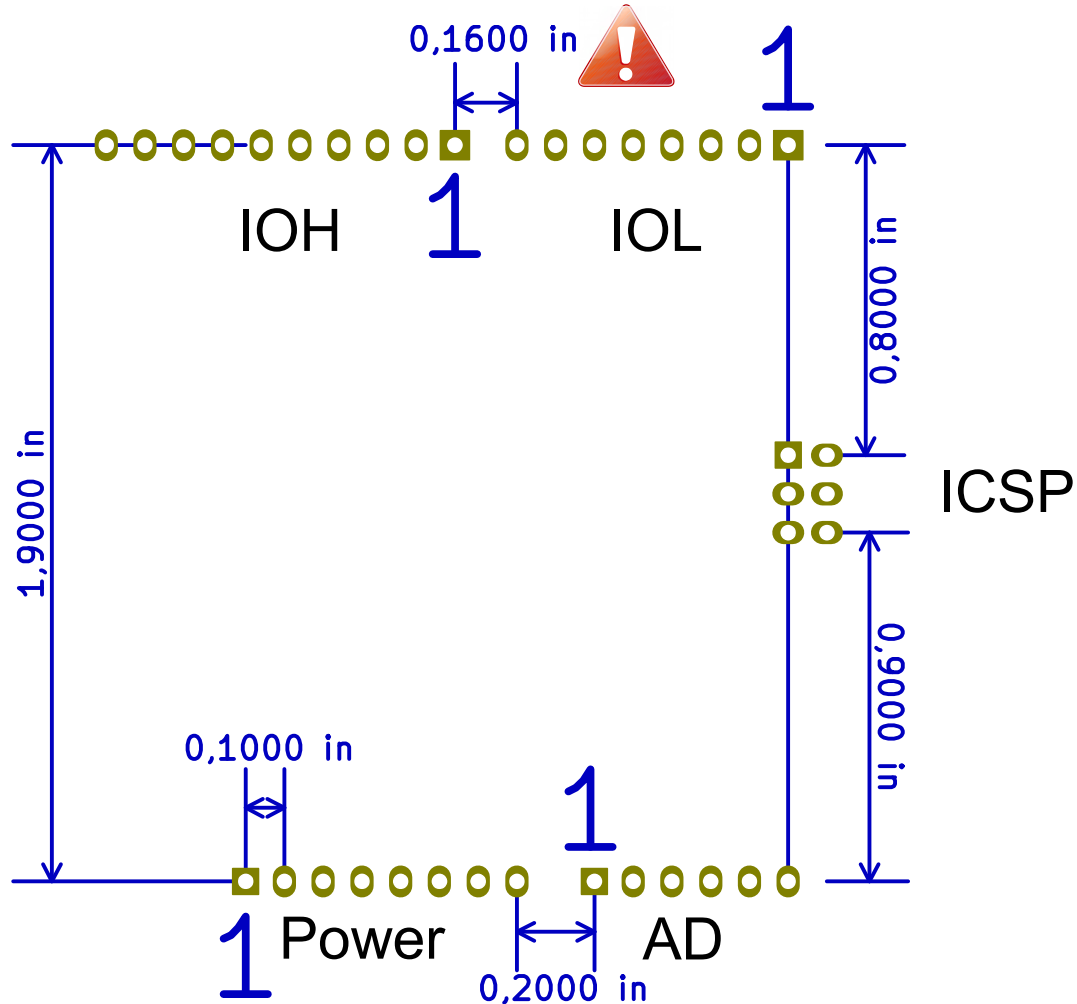 0,1600 in
1
IOH
1
IOL
0,8000 in
1,9000 in
ICSP
0,9000 in
0,1000 in
1
1
Power
AD
0,2000 in